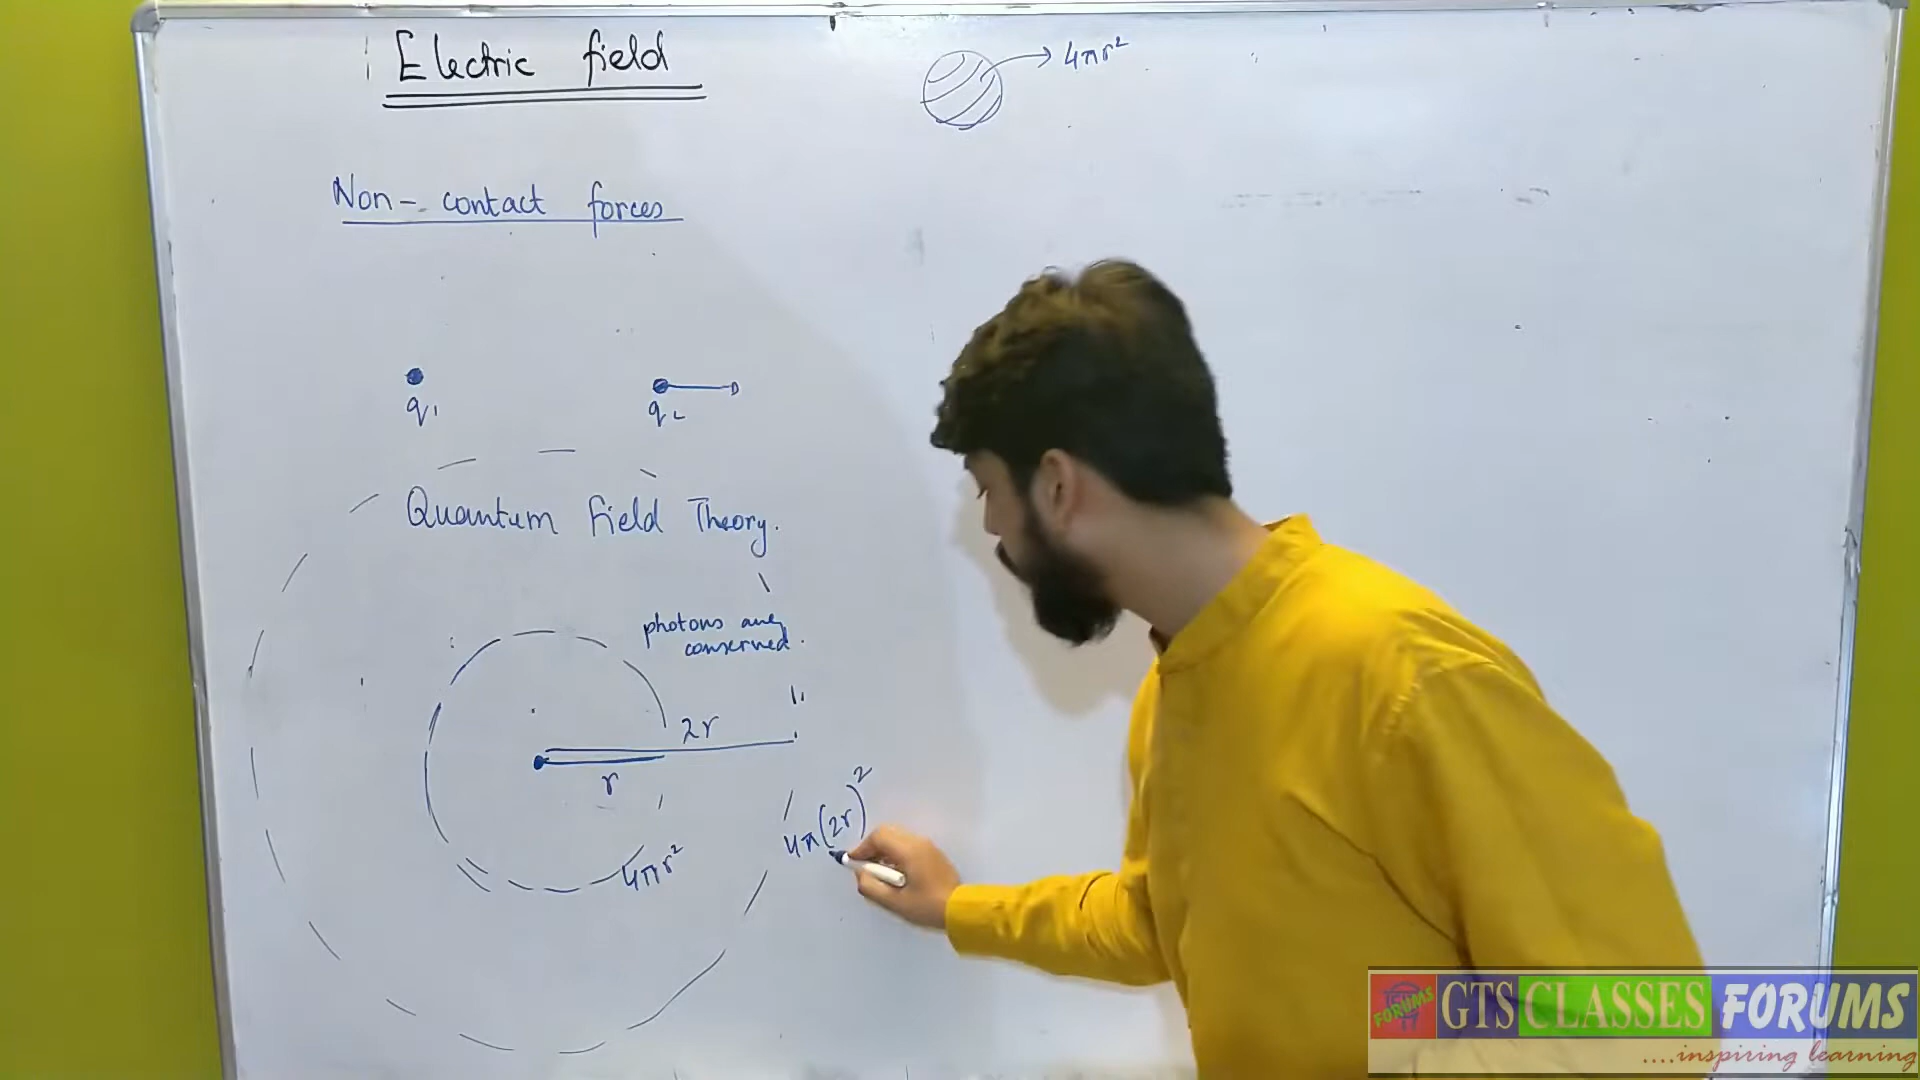 Electric field
4πr²
Non-contact forces
q₁
q₂
Quantum Field Theory.
photons are
conserved.
2r
r
4π(2r)²
4πr²
FORUMS
GTS CLASSES FORUMS
....inspiring learning